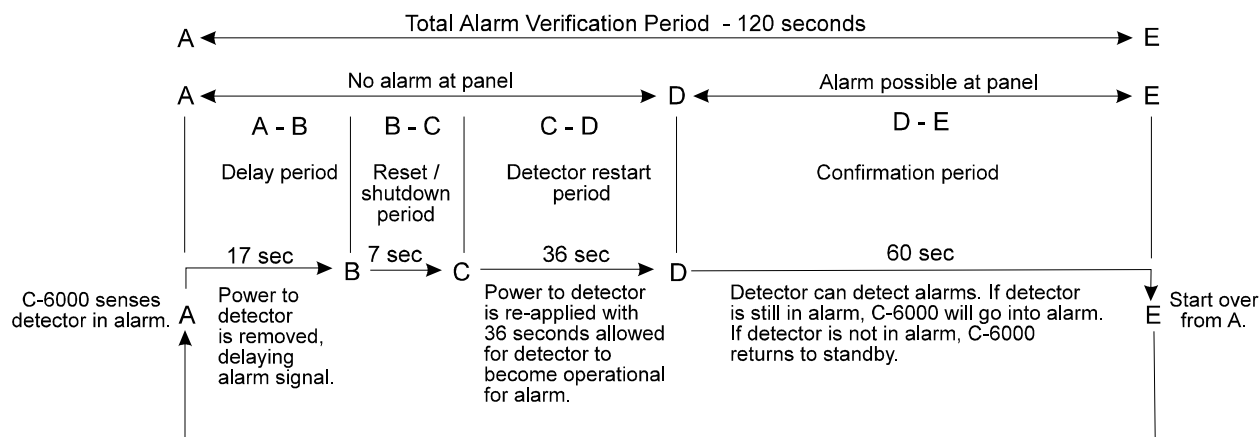 Total Alarm Verification Period - 120 seconds
A E
No alarm at panel Alarm possible at panel
A D E
A - B B - C C - D D - E
Delay period
Reset /
shutdown
period
Detector restart
period
Confirmation period
17 sec 7 sec 36 sec 60 sec
B C D
C-6000 senses
detector in alarm.
A
Power to
detector
is removed,
delaying
alarm signal.
Power to detector
is re-applied with
36 seconds allowed
for detector to
become operational
for alarm.
Detector can detect alarms. If detector
is still in alarm, C-6000 will go into alarm.
If detector is not in alarm, C-6000
returns to standby.
E
Start over
from A.